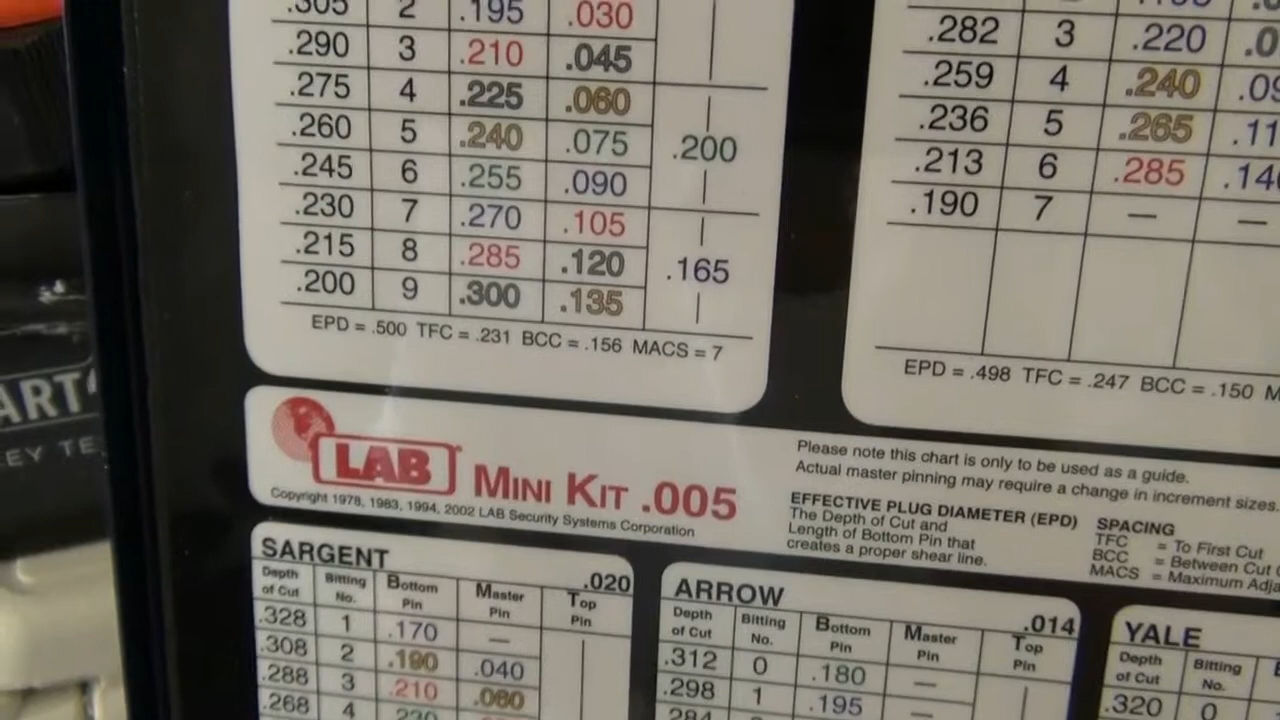 .305 2 .195 .030
.290 3 .210 .045
.275 4 .225 .060
.260 5 .240 .075 .200
.245 6 .255 .090
.230 7 .270 .105
.215 8 .285 .120 .165
.200 9 .300 .135
EPD = .500 TFC = .231 BCC = .156 MACS = 7
.282 3 .220
.259 4 .240
.236 5 .265
.213 6 .285
.190 7 — —
EPD = .498 TFC = .247 BCC = .150
LAB MINI KIT .005
Copyright 1978, 1983, 1994, 2002 LAB Security Systems Corporation
Please note this chart is only to be used as a guide.
Actual master pinning may require a change in increment sizes.
EFFECTIVE PLUG DIAMETER (EPD)
The Depth of Cut and
Length of Bottom Pin that
creates a proper shear line.
SPACING
TFC = To First Cut
BCC = Between Cut
MACS = Maximum
SARGENT .020
Depth of Cut Bitting No. Bottom Pin Master Pin Top Pin
.328 1 .170 —
.308 2 .190 .040
.288 3 .210 .060
.268 4
ARROW .014
Depth of Cut Bitting No. Bottom Pin Master Pin Top Pin
.312 0 .180 —
.298 1 .195 —
YALE
Depth of Cut Bitting No.
.320 0